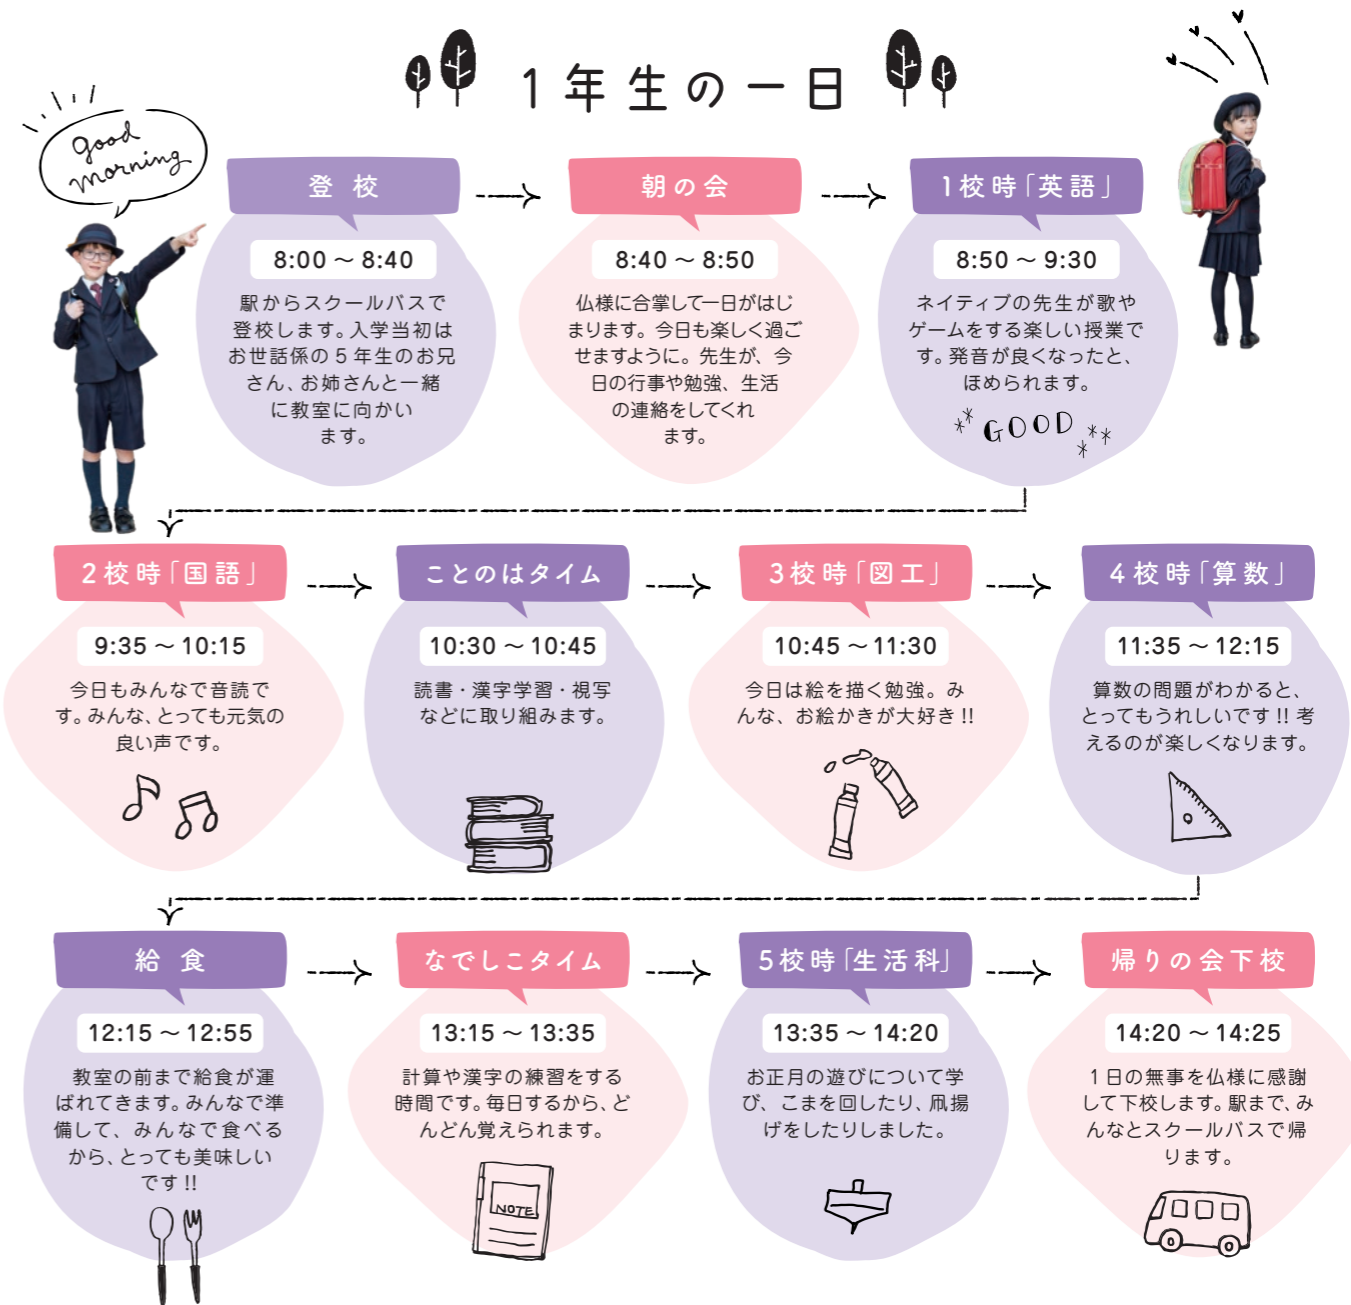 1年生の一日
good
morning
登校
8:00 ～ 8:40
駅からスクールバスで
登校します。入学当初は
お世話係の5年生のお兄
さん、お姉さんと一緒
に教室に向かい
ます。
朝の会
8:40 ～ 8:50
仏様に合掌して一日がはじ
まります。今日も楽しく過ご
せますように。先生が、今
日の行事や勉強、生活
の連絡をしてくれ
ます。
1校時「英語」
8:50 ～ 9:30
ネイティブの先生が歌や
ゲームをする楽しい授業で
す。発音が良くなったと、
ほめられます。
GOOD
2校時「国語」
9:35 ～ 10:15
今日もみんなで音読で
す。みんな、とっても元気の
良い声です。
ことのはタイム
10:30 ～ 10:45
読書・漢字学習・視写
などに取り組みます。
3校時「図工」
10:45 ～ 11:30
今日は絵を描く勉強。み
んな、お絵かきが大好き!!
4校時「算数」
11:35 ～ 12:15
算数の問題がわかると、
とってもうれしいです!!考
えるのが楽しくなります。
給食
12:15 ～ 12:55
教室の前まで給食が運
ばれてきます。みんなで準
備して、みんなで食べる
から、とっても美味しい
です!!
なでしこタイム
13:15 ～ 13:35
計算や漢字の練習をする
時間です。毎日するから、ど
んどん覚えられます。
NOTE
5校時「生活科」
13:35 ～ 14:20
お正月の遊びについて学
び、こまを回したり、凧揚
げをしたりしました。
帰りの会下校
14:20 ～ 14:25
1日の無事を仏様に感謝
して下校します。駅まで、み
んなとスクールバスで帰
ります。